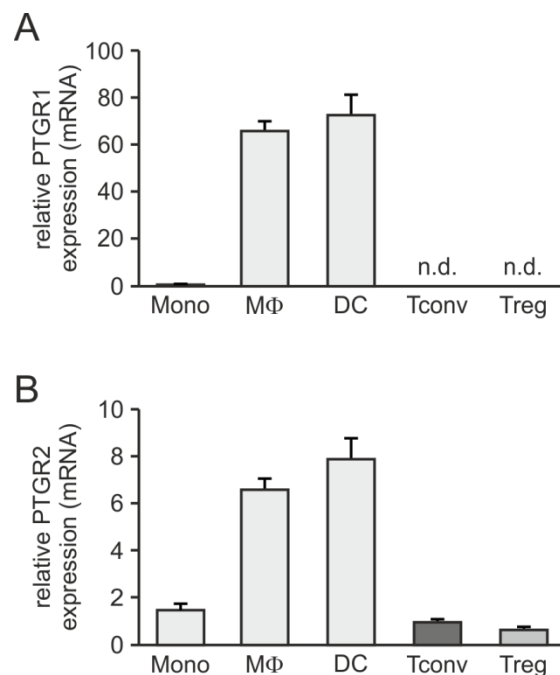 A
relative PTGR1
expression (mRNA)
100
80
60
40
20
0
n.d.
n.d.
Mono MΦ DC Tconv Treg
B
relative PTGR2
expression (mRNA)
10
8
6
4
2
0
Mono MΦ DC Tconv Treg